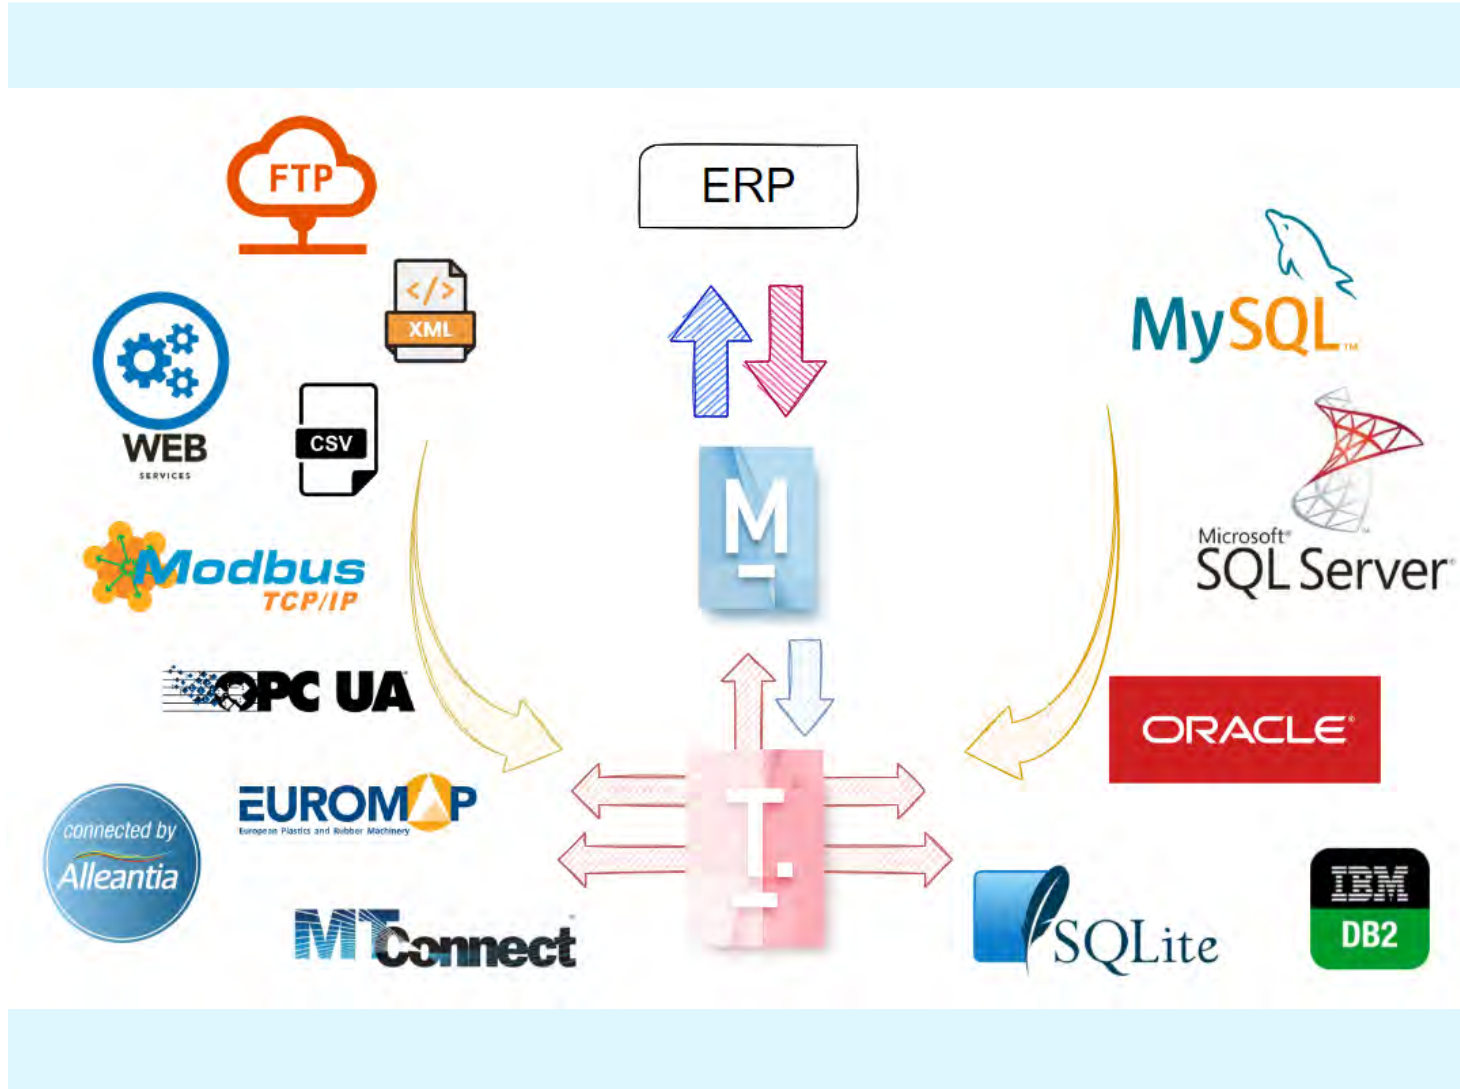 FTP
</>
XML
WEB
SERVICES
CSV
Modbus
TCP/IP
OPC UA
EUROMAP
European Plastics and Rubber Machinery
connected by
Alleantia
MTConnect
ERP
M
T.
MySQL™
Microsoft®
SQL Server®
ORACLE®
SQLite
IBM
DB2